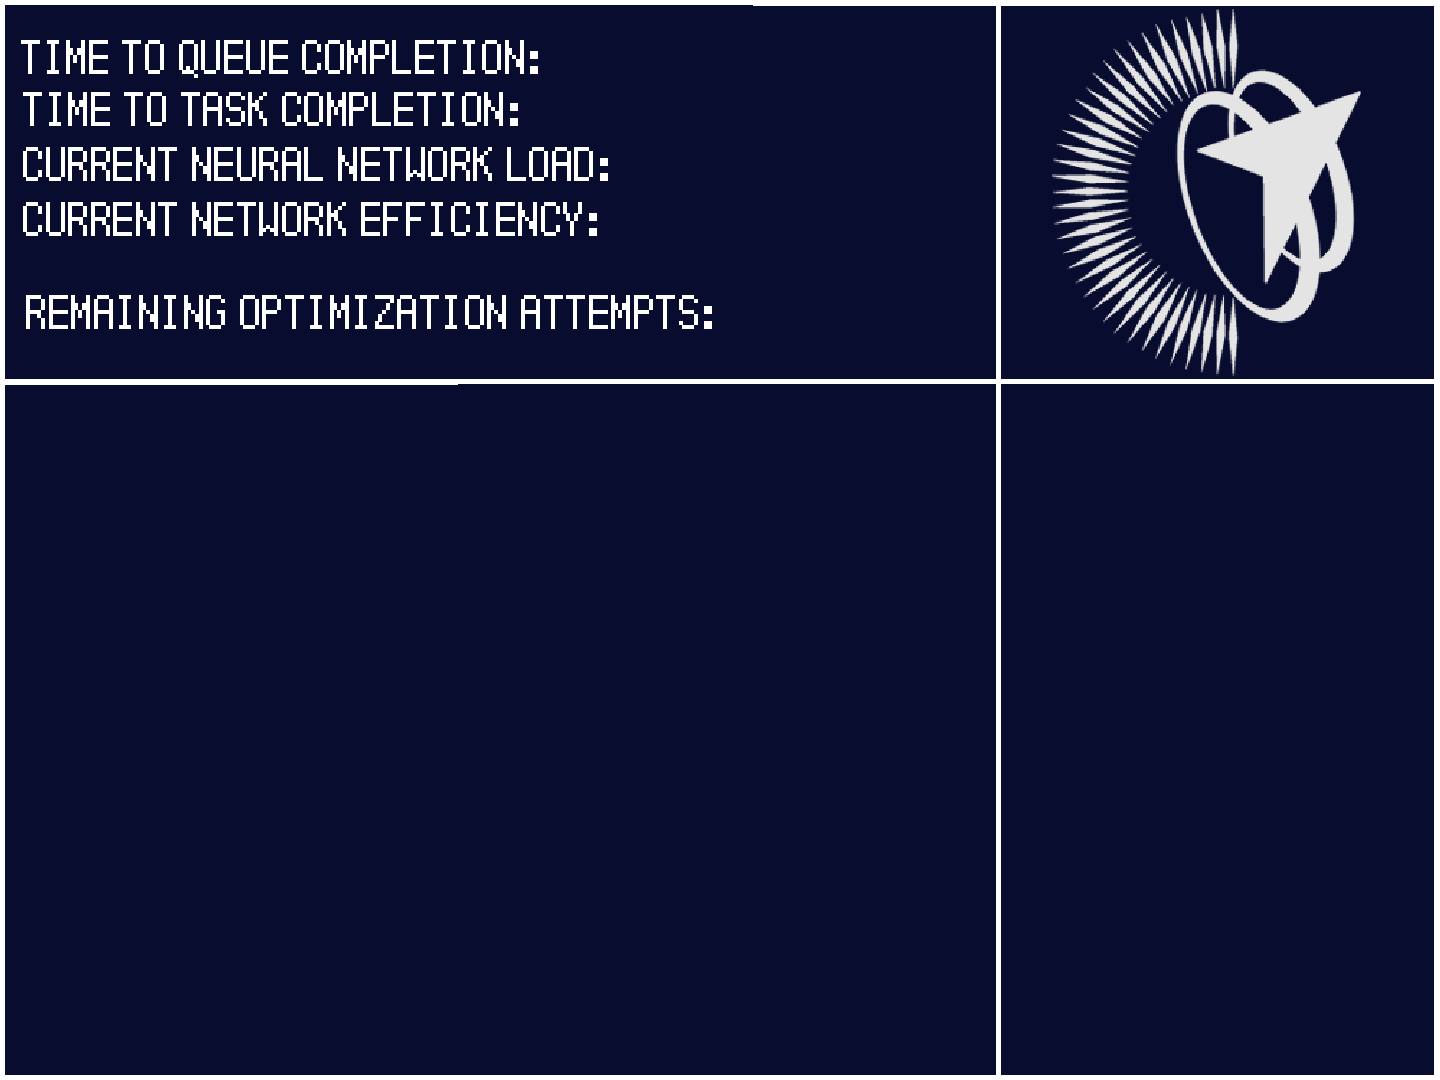 TIME TO QUEUE COMPLETION:
TIME TO TASK COMPLETION:
CURRENT NEURAL NETWORK LOAD:
CURRENT NETWORK EFFICIENCY:
REMAINING OPTIMIZATION ATTEMPTS: